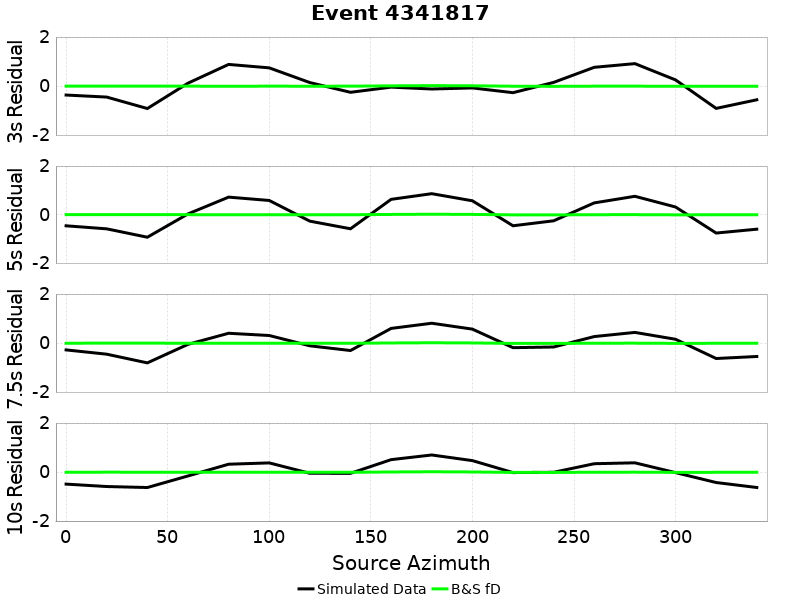 Event 4341817
3s Residual
2
0
-2
5s Residual
2
0
-2
7.5s Residual
2
0
-2
10s Residual
2
0
-2
0 50 100 150 200 250 300
Source Azimuth
Simulated Data B&S fD